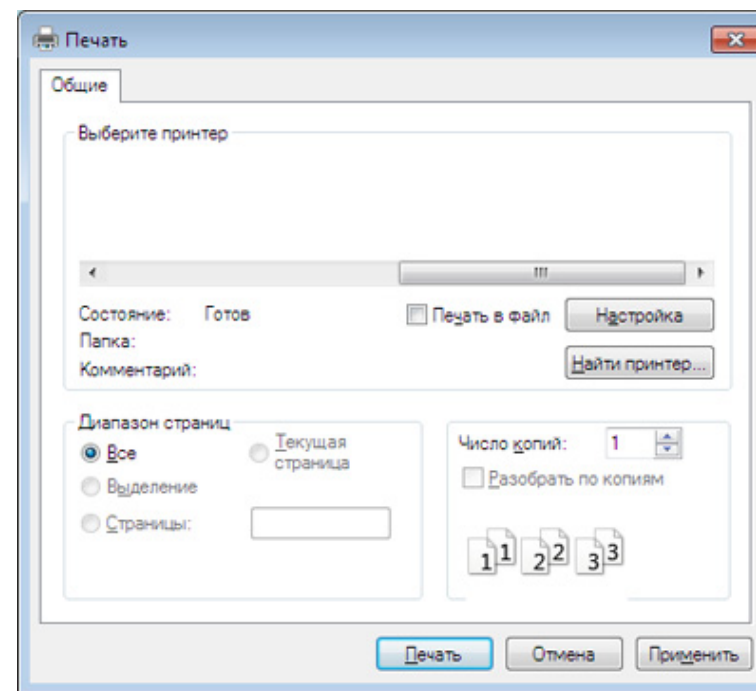 Печать
Общие
Выберите принтер
Состояние: Готов
Печать в файл
Настройка
Папка:
Комментарий:
Найти принтер...
Диапазон страниц
Все
Текущая страница
Выделение
Страницы:
Число копий: 1
Разобрать по копиям
1 1 2 2 3 3
Печать Отмена Применить